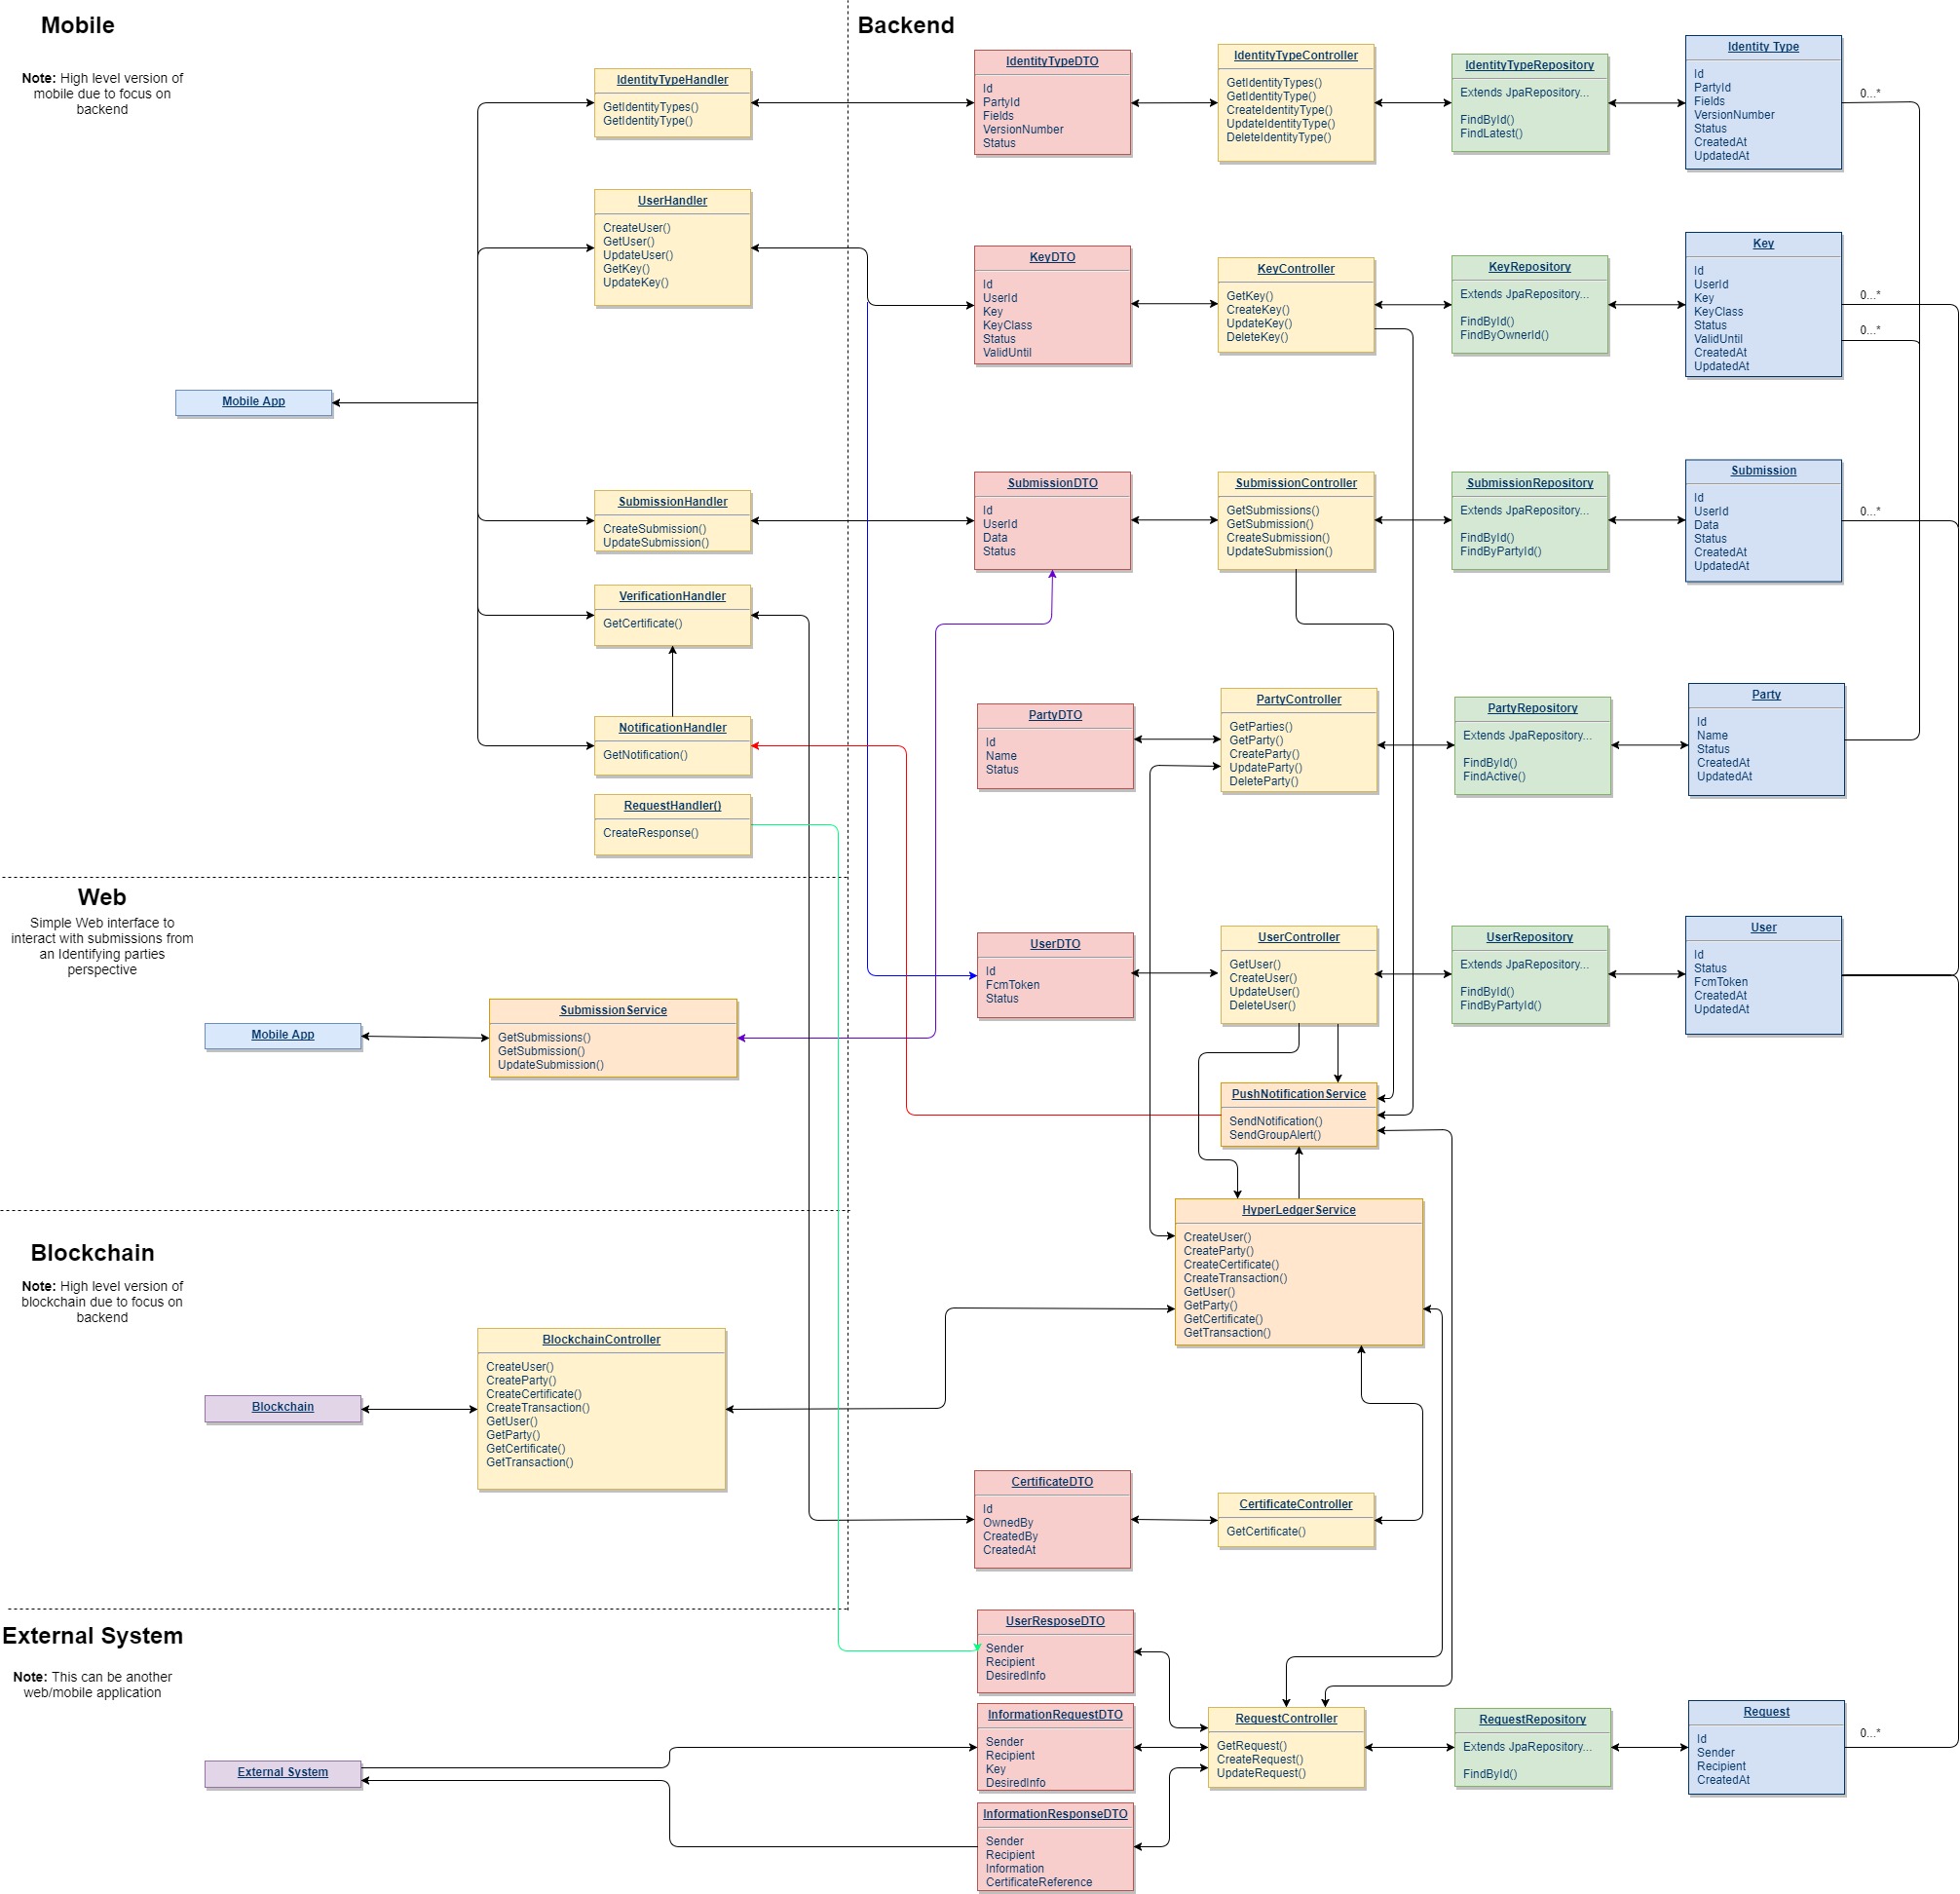 Mobile
Note: High level version of
mobile due to focus on
backend
IdentityTypeHandler
GetIdentityTypes()
GetIdentityType()
UserHandler
CreateUser()
GetUser()
UpdateUser()
GetKey()
UpdateKey()
Mobile App
SubmissionHandler
CreateSubmission()
UpdateSubmission()
VerificationHandler
GetCertificate()
NotificationHandler
GetNotification()
RequestHandler()
CreateResponse()
Backend
IdentityTypeDTO
Id
PartyId
Fields
VersionNumber
Status
IdentityTypeController
GetIdentityTypes()
GetIdentityType()
CreateIdentityType()
UpdateIdentityType()
DeleteIdentityType()
IdentityTypeRepository
Extends JpaRepository...
FindById()
FindLatest()
Identity Type
Id
PartyId
Fields
VersionNumber
Status
CreatedAt
UpdatedAt
0...*
KeyDTO
Id
UserId
Key
KeyClass
Status
ValidUntil
KeyController
GetKey()
CreateKey()
UpdateKey()
DeleteKey()
KeyRepository
Extends JpaRepository...
FindById()
FindByOwnerId()
Key
Id
UserId
Key
KeyClass
Status
ValidUntil
CreatedAt
UpdatedAt
0...*
0...*
SubmissionDTO
Id
UserId
Data
Status
SubmissionController
GetSubmissions()
GetSubmission()
CreateSubmission()
UpdateSubmission()
SubmissionRepository
Extends JpaRepository...
FindById()
FindByPartyId()
Submission
Id
UserId
Data
Status
CreatedAt
UpdatedAt
0...*
PartyDTO
Id
Name
Status
PartyController
GetParties()
GetParty()
CreateParty()
UpdateParty()
DeleteParty()
PartyRepository
Extends JpaRepository...
FindById()
FindActive()
Party
Id
Name
Status
CreatedAt
UpdatedAt
Web
Simple Web interface to
interact with submissions from
an Identifying parties
perspective
Mobile App
SubmissionService
GetSubmissions()
GetSubmission()
UpdateSubmission()
UserDTO
Id
FcmToken
Status
UserController
GetUser()
CreateUser()
UpdateUser()
DeleteUser()
UserRepository
Extends JpaRepository...
FindById()
FindByPartyId()
User
Id
Status
FcmToken
CreatedAt
UpdatedAt
PushNotificationService
SendNotification()
SendGroupAlert()
HyperLedgerService
CreateUser()
CreateParty()
CreateCertificate()
CreateTransaction()
GetUser()
GetParty()
GetCertificate()
GetTransaction()
Blockchain
Note: High level version of
blockchain due to focus on
backend
Blockchain
BlockchainController
CreateUser()
CreateParty()
CreateCertificate()
CreateTransaction()
GetUser()
GetParty()
GetCertificate()
GetTransaction()
CertificateDTO
Id
OwnedBy
CreatedBy
CreatedAt
CertificateController
GetCertificate()
External System
Note: This can be another
web/mobile application
External System
UserResposeDTO
Sender
Recipient
DesiredInfo
InformationRequestDTO
Sender
Recipient
Key
DesiredInfo
InformationResponseDTO
Sender
Recipient
Information
CertificateReference
RequestController
GetRequest()
CreateRequest()
UpdateRequest()
RequestRepository
Extends JpaRepository...
FindById()
Request
Id
Sender
Recipient
CreatedAt
0...*